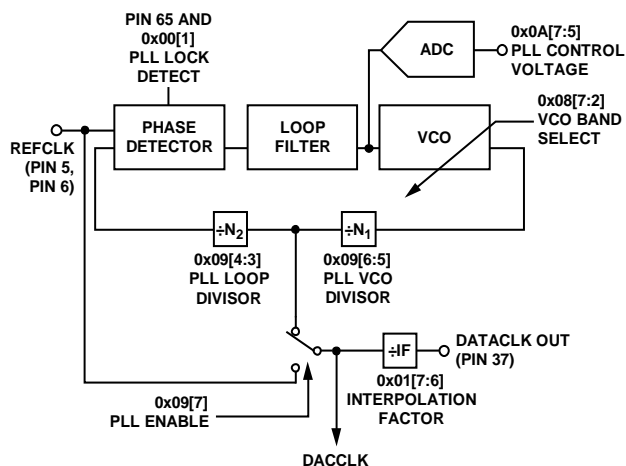 PIN 65 AND
0x00[1]
PLL LOCK
DETECT
ADC
0x0A[7:5]
PLL CONTROL
VOLTAGE
0x08[7:2]
VCO BAND
SELECT
REFCLK
(PIN 5,
PIN 6)
PHASE
DETECTOR
LOOP
FILTER
VCO
÷N2
0x09[4:3]
PLL LOOP
DIVISOR
÷N1
0x09[6:5]
PLL VCO
DIVISOR
÷IF
0x01[7:6]
INTERPOLATION
FACTOR
DATACLK OUT
(PIN 37)
0x09[7]
PLL ENABLE
DACCLK